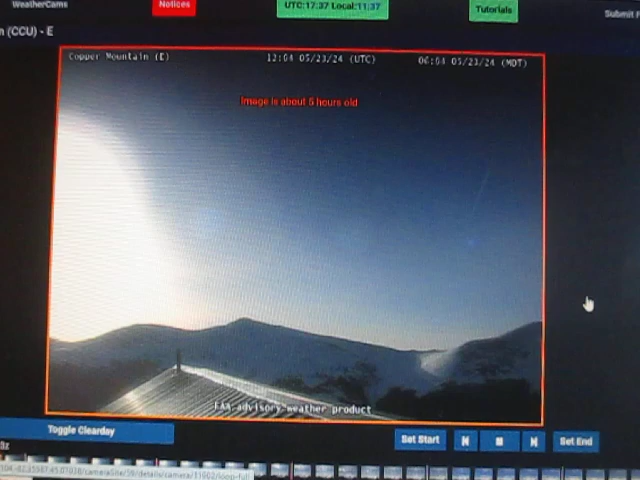 WeatherCams
Notices
UTC:17:37 Local:11:37
Tutorials
Submit F
n (CCU) - E
Copper Mountain (E) 12:04 05/23/24 (UTC) 06:04 05/23/24 (MDT)
Image is about 5 hours old
FAA advisory weather product
Toggle Clearday
Set Start
Set End